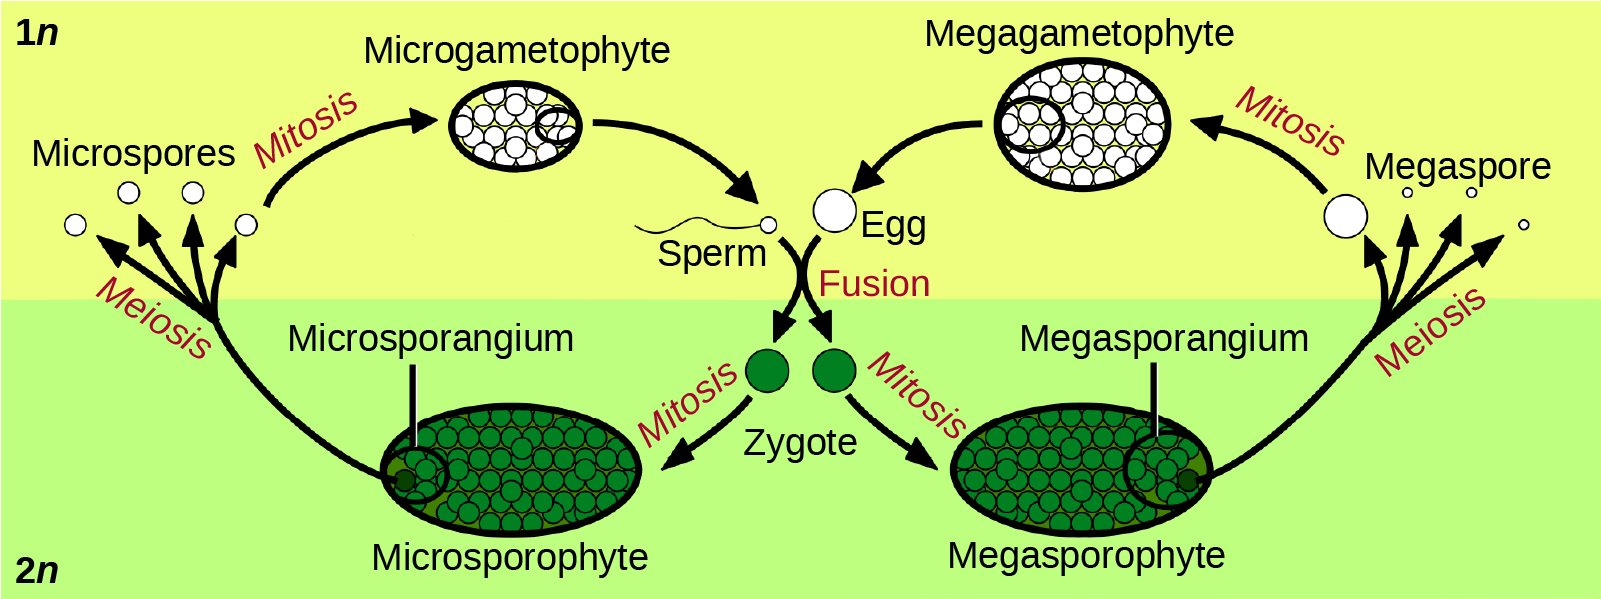 1n
Microgametophyte
Megagametophyte
Mitosis
Mitosis
Microspores
Megaspore
Sperm
Egg
Fusion
Meiosis
Meiosis
Microsporangium
Megasporangium
Mitosis
Mitosis
Zygote
Microsporophyte
Megasporophyte
2n